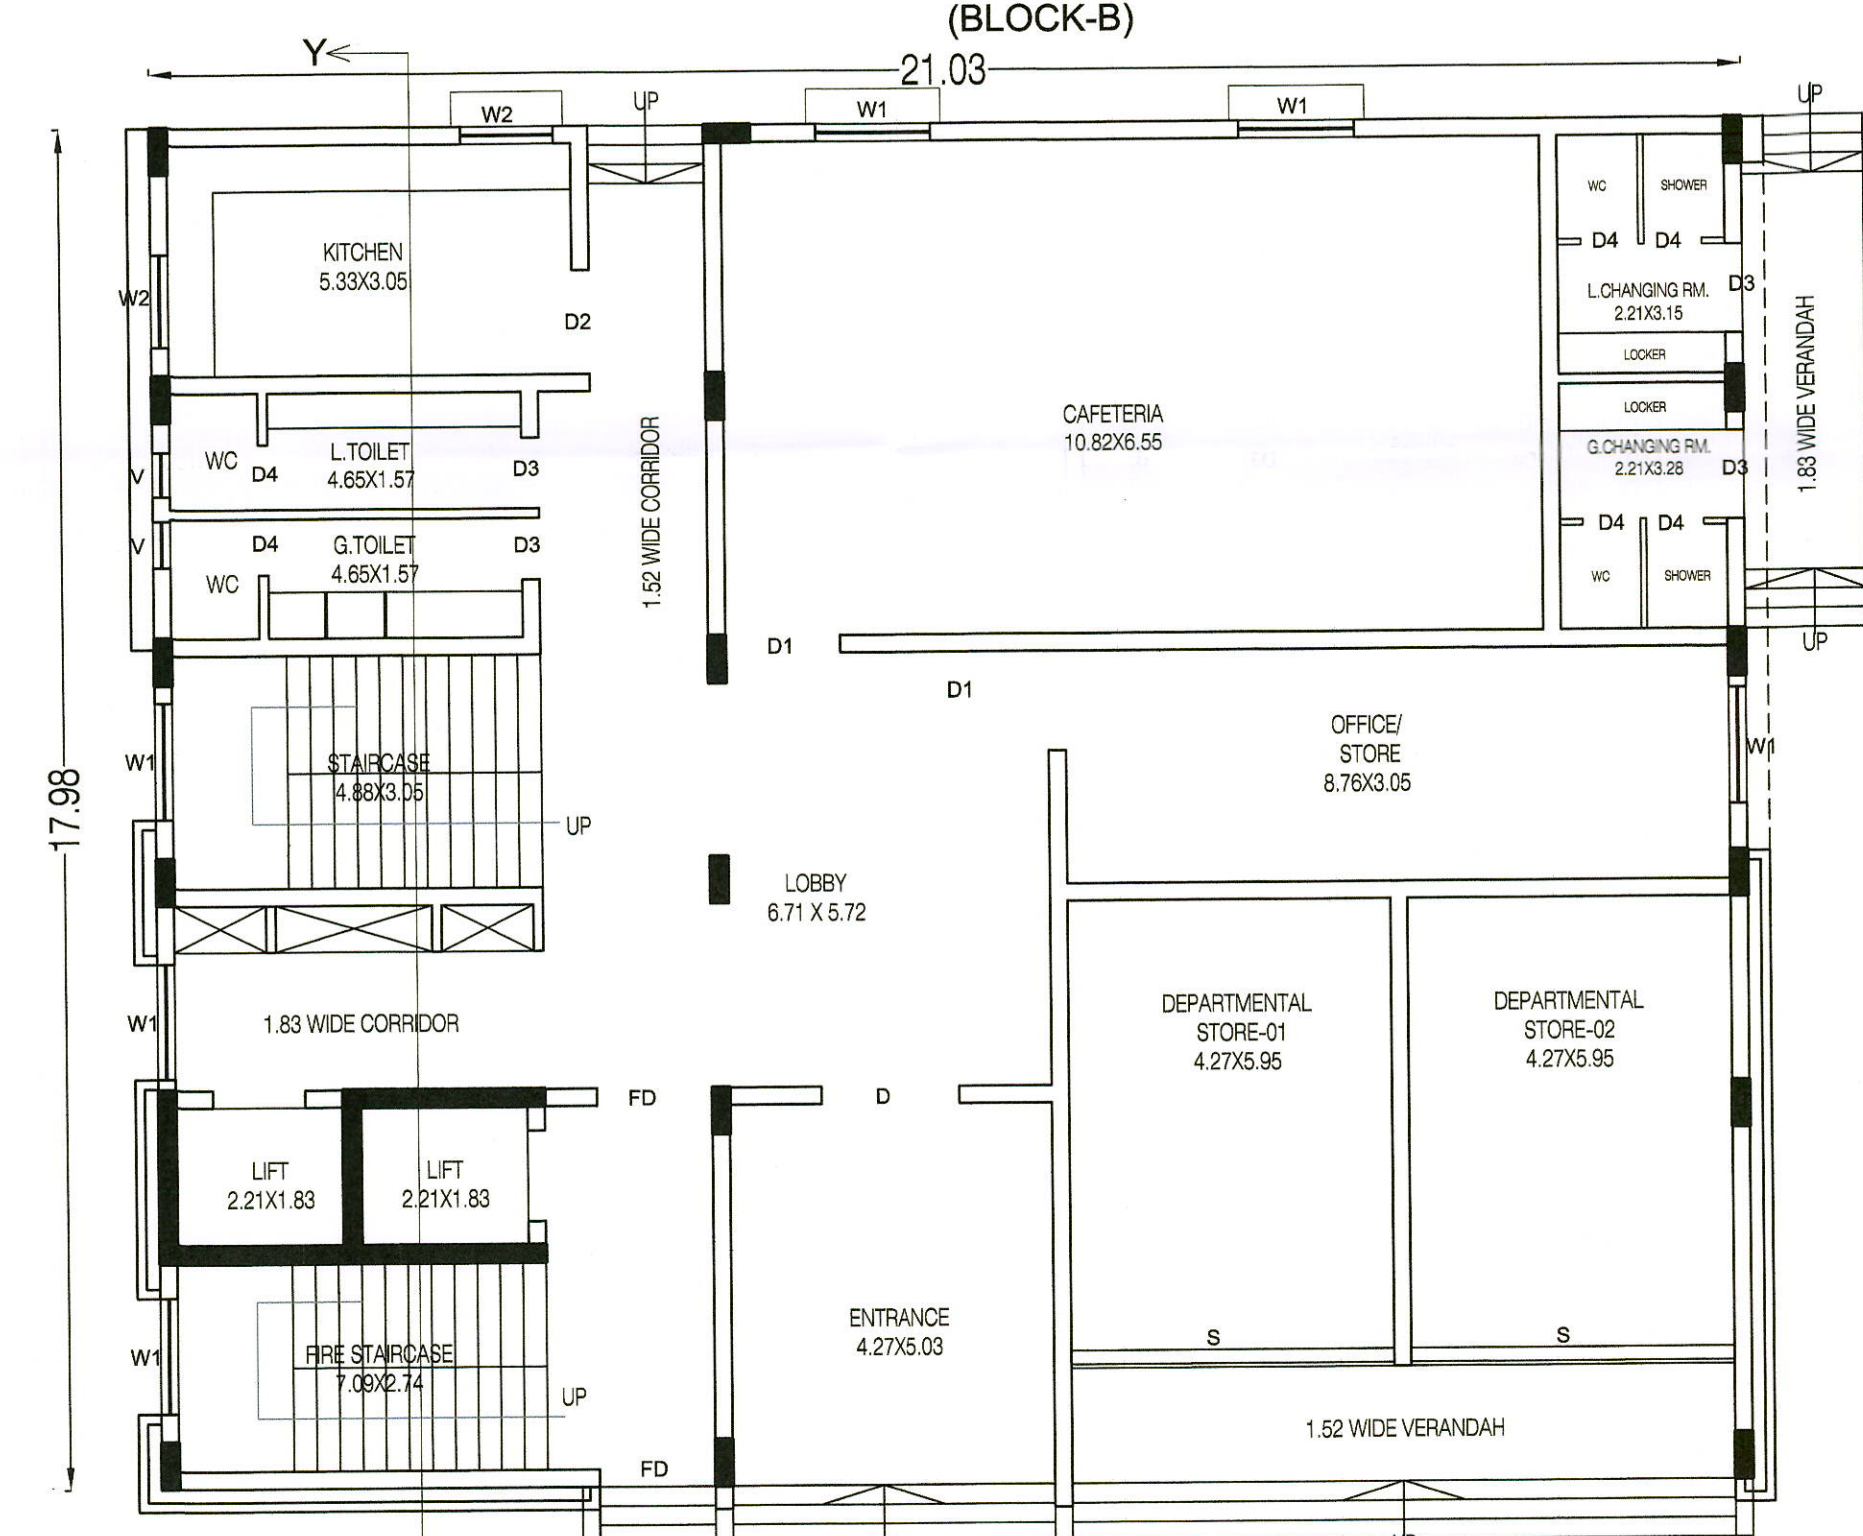 (BLOCK-B)
Y
21.03
W2
UP
W1
W1
UP
WC
SHOWER
KITCHEN
5.33X3.05
D4
D4
W2
D2
L.CHANGING RM.
2.21X3.15
D3
LOCKER
LOCKER
1.83 WIDE VERANDAH
CAFETERIA
10.82X6.55
L.TOILET
4.65X1.57
WC
D4
D3
V
1.52 WIDE CORRIDOR
G.CHANGING RM.
2.21X3.28
D3
D4
D4
V
D4
G.TOILET
4.65X1.57
D3
WC
WC
SHOWER
D1
UP
D1
17.98
W1
STAIRCASE
4.88X3.05
UP
OFFICE/
STORE
8.76X3.05
W1
LOBBY
6.71 X 5.72
W1
1.83 WIDE CORRIDOR
DEPARTMENTAL
STORE-01
4.27X5.95
DEPARTMENTAL
STORE-02
4.27X5.95
FD
D
LIFT
2.21X1.83
LIFT
2.21X1.83
ENTRANCE
4.27X5.03
S
S
W1
FIRE STAIRCASE
7.09X2.74
UP
1.52 WIDE VERANDAH
FD